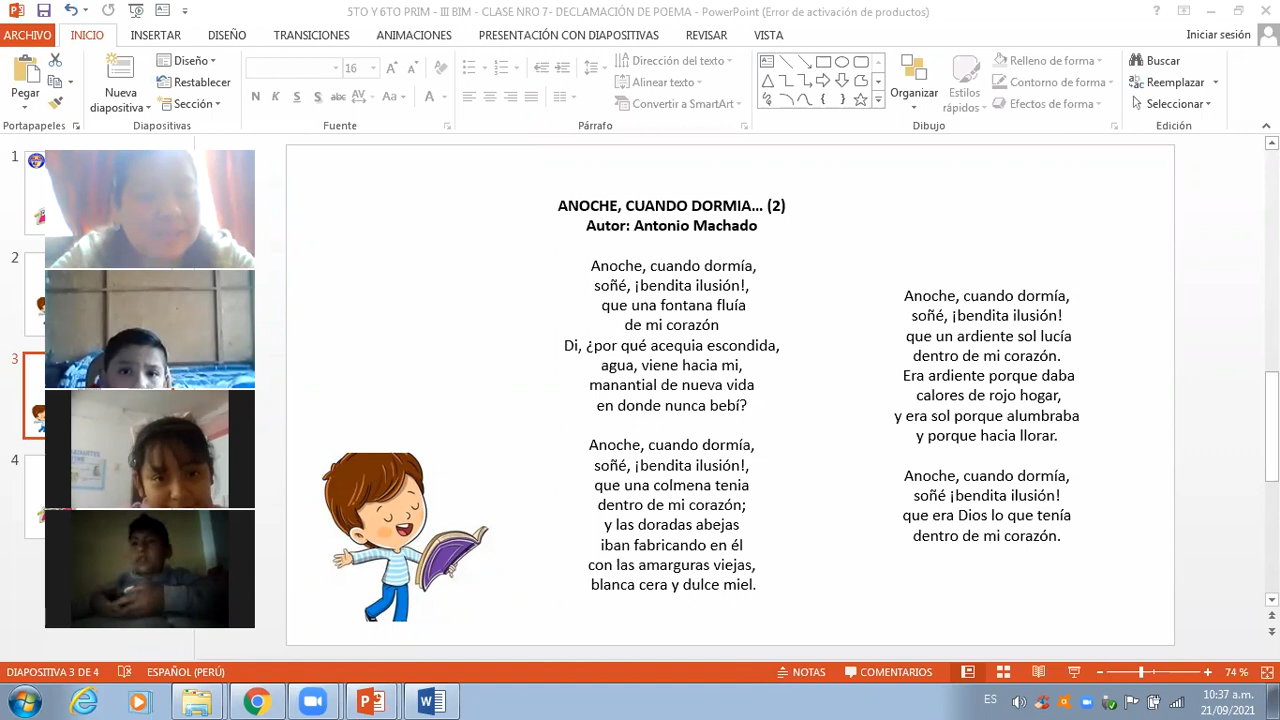 5TO Y 6TO PRIM - III BIM - CLASE NRO 7- DECLAMACIÓN DE POEMA - PowerPoint (Error de activación de productos)
ARCHIVO INICIO INSERTAR DISEÑO TRANSICIONES ANIMACIONES PRESENTACIÓN CON DIAPOSITIVAS REVISAR VISTA Iniciar sesión
Pegar
Nueva
diapositiva
Diseño
Restablecer
Sección
16
N K S S abc AV Aa A
Dirección del texto
Alinear texto
Convertir a SmartArt
Organizar
Estilos
rápidos
Relleno de forma
Contorno de forma
Efectos de forma
Buscar
Reemplazar
Seleccionar
Portapapeles Diapositivas Fuente Párrafo Dibujo Edición
1
2
3
4
ANOCHE, CUANDO DORMIA... (2)
Autor: Antonio Machado
Anoche, cuando dormía,
soñé, ¡bendita ilusión!,
que una fontana fluía
de mi corazón
Di, ¿por qué acequia escondida,
agua, viene hacia mi,
manantial de nueva vida
en donde nunca bebí?
Anoche, cuando dormía,
soñé, ¡bendita ilusión!,
que una colmena tenia
dentro de mi corazón;
y las doradas abejas
iban fabricando en él
con las amarguras viejas,
blanca cera y dulce miel.
Anoche, cuando dormía,
soñé, ¡bendita ilusión!
que un ardiente sol lucía
dentro de mi corazón.
Era ardiente porque daba
calores de rojo hogar,
y era sol porque alumbraba
y porque hacia llorar.
Anoche, cuando dormía,
soñé ¡bendita ilusión!
que era Dios lo que tenía
dentro de mi corazón.
DIAPOSITIVA 3 DE 4 ESPAÑOL (PERÚ) NOTAS COMENTARIOS 74 %
ES 10:37 a.m.
21/09/2021